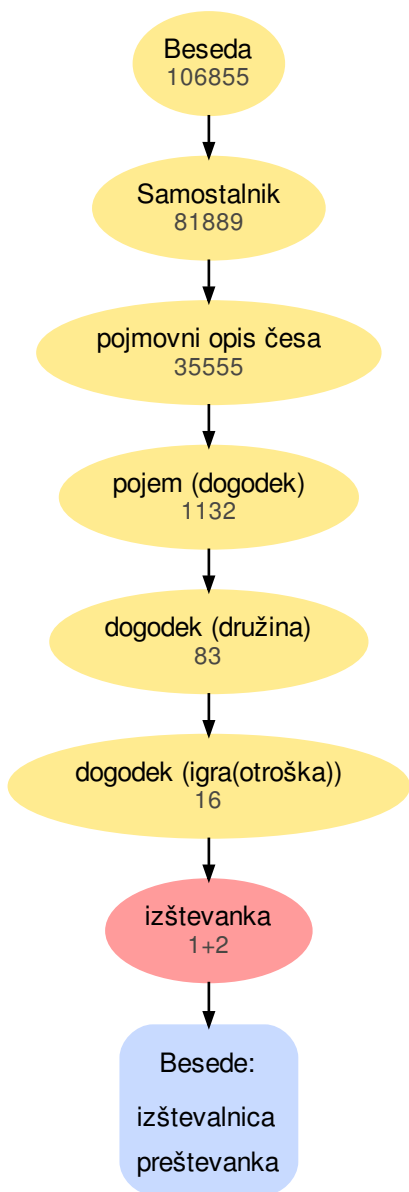 Beseda
106855
Samostalnik
81889
pojmovni opis česa
35555
pojem (dogodek)
1132
dogodek (družina)
83
dogodek (igra(otroška))
16
izštevanka
1+2
Besede:
izštevalnica
preštevanka